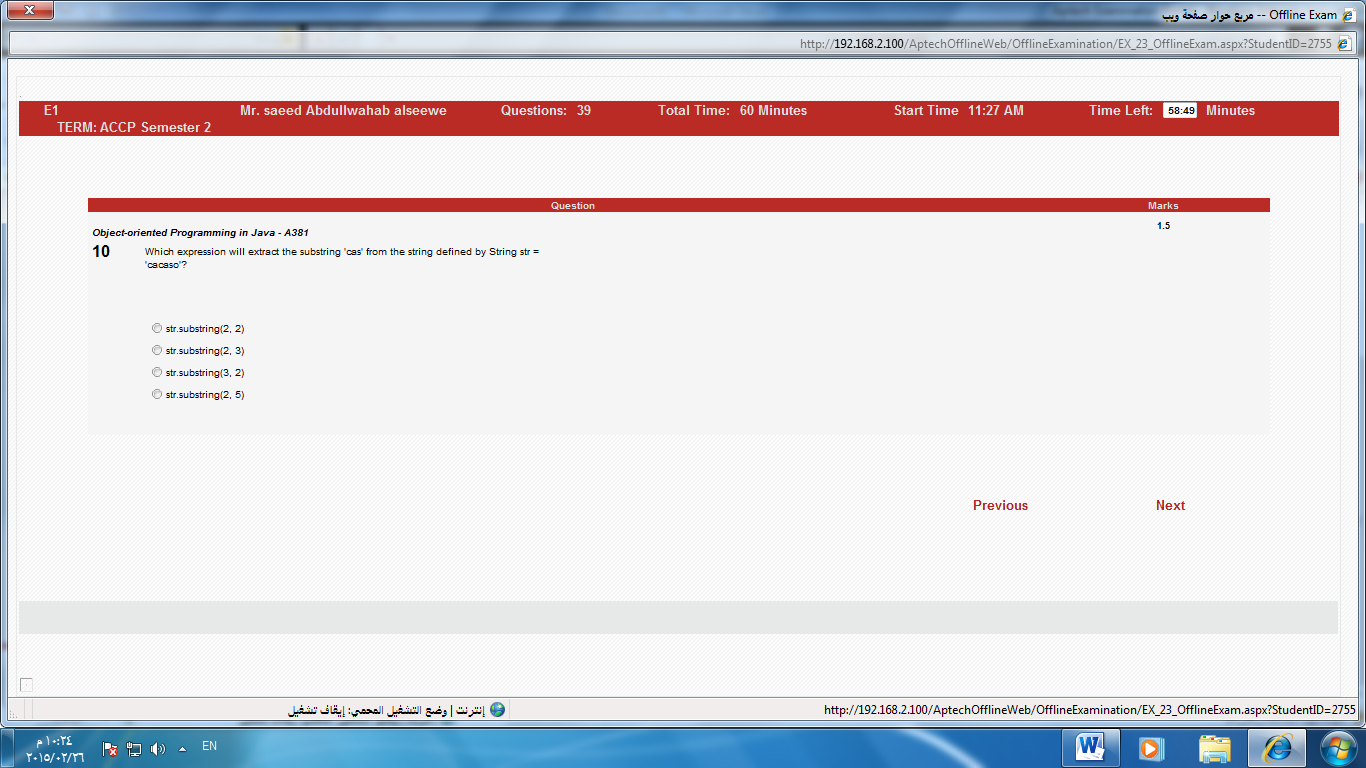 مربع حوار صفحة ويب -- Offline Exam
http://192.168.2.100/AptechOfflineWeb/OfflineExamination/EX_23_OfflineExam.aspx?StudentID=2755
E1 Mr. saeed Abdullwahab alseewe Questions: 39 Total Time: 60 Minutes Start Time 11:27 AM Time Left: 58:49 Minutes
TERM: ACCP Semester 2
Question Marks
Object-oriented Programming in Java - A381 1.5
10 Which expression will extract the substring 'cas' from the string defined by String str =
'cacaso'?
str.substring(2, 2)
str.substring(2, 3)
str.substring(3, 2)
str.substring(2, 5)
Previous Next
إنترنت | وضع التشغيل المحمي: إيقاف تشغيل
http://192.168.2.100/AptechOfflineWeb/OfflineExamination/EX_23_OfflineExam.aspx?StudentID=2755
١٠:٢٤ م
٢٠١٥/٠٢/٢٦
EN